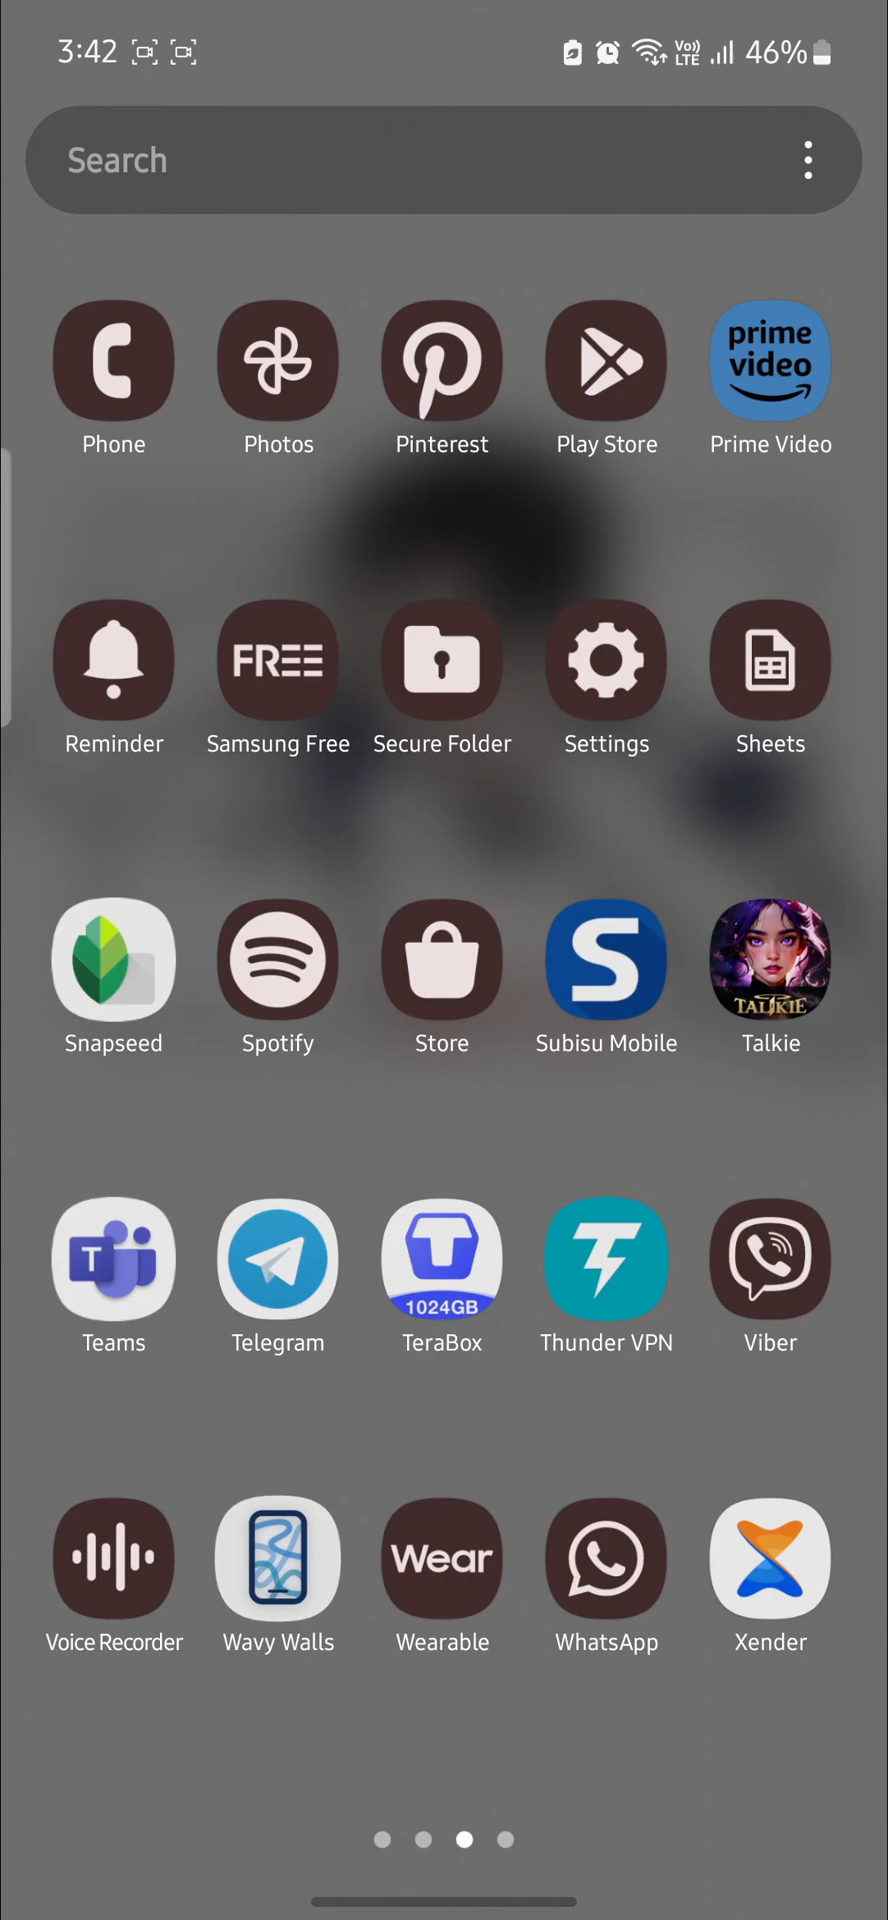 3:42 Vo)) LTE 46%
Search
prime video
Phone Photos Pinterest Play Store Prime Video
FREE
Reminder Samsung Free Secure Folder Settings Sheets
S
TALKIE
Snapseed Spotify Store Subisu Mobile Talkie
T
1024GB
Teams Telegram TeraBox Thunder VPN Viber
Wear
Voice Recorder Wavy Walls Wearable WhatsApp Xender